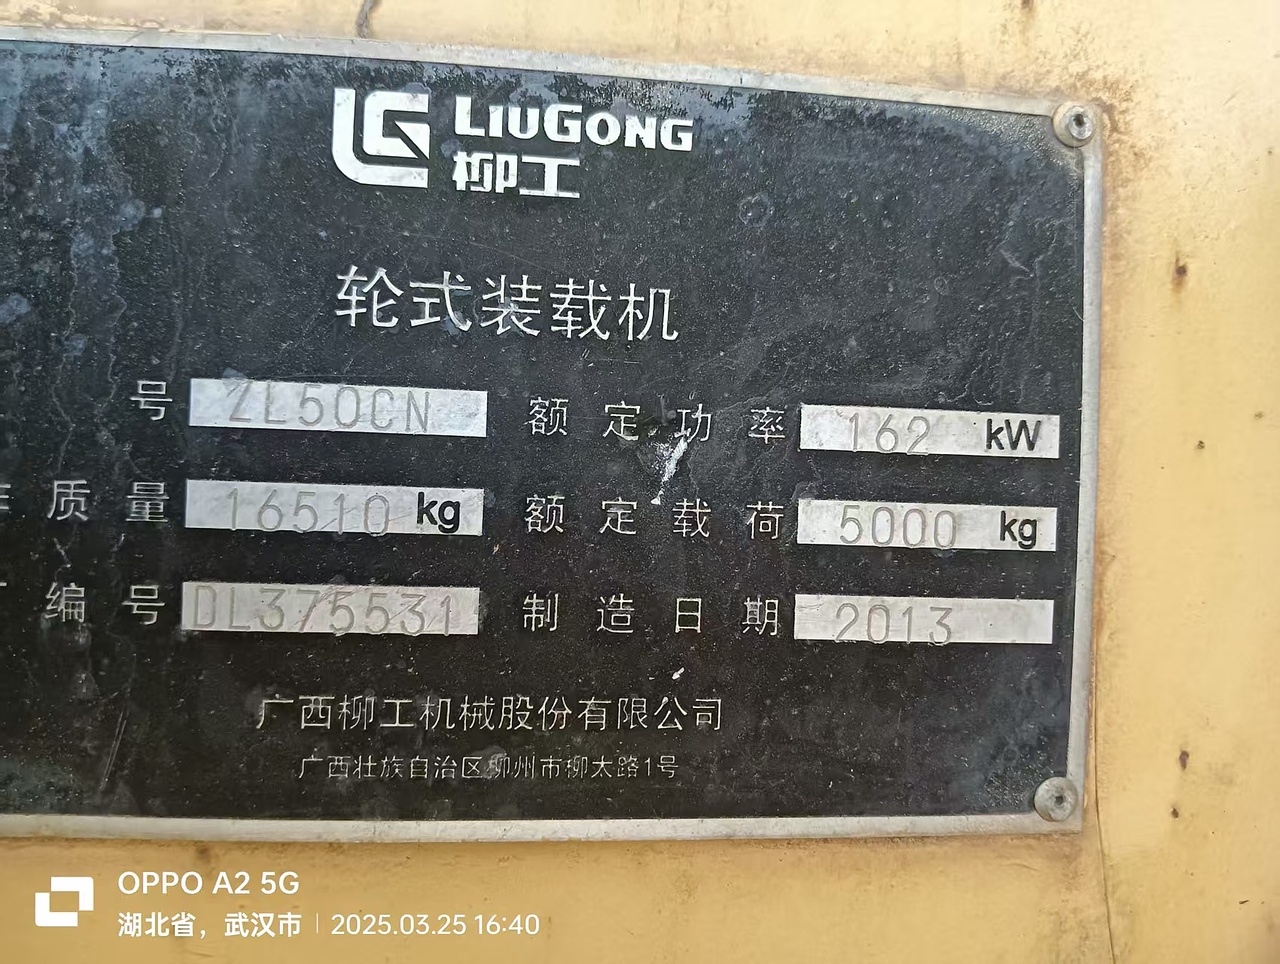 LIUGONG
柳工
轮式装载机
号 ZL50CN 额定功率 162 kW
质量 16510 kg 额定载荷 5000 kg
编号 DL375531 制造日期 2013
广西柳工机械股份有限公司
广西壮族自治区柳州市柳太路1号
OPPO A2 5G
湖北省，武汉市 | 2025.03.25 16:40